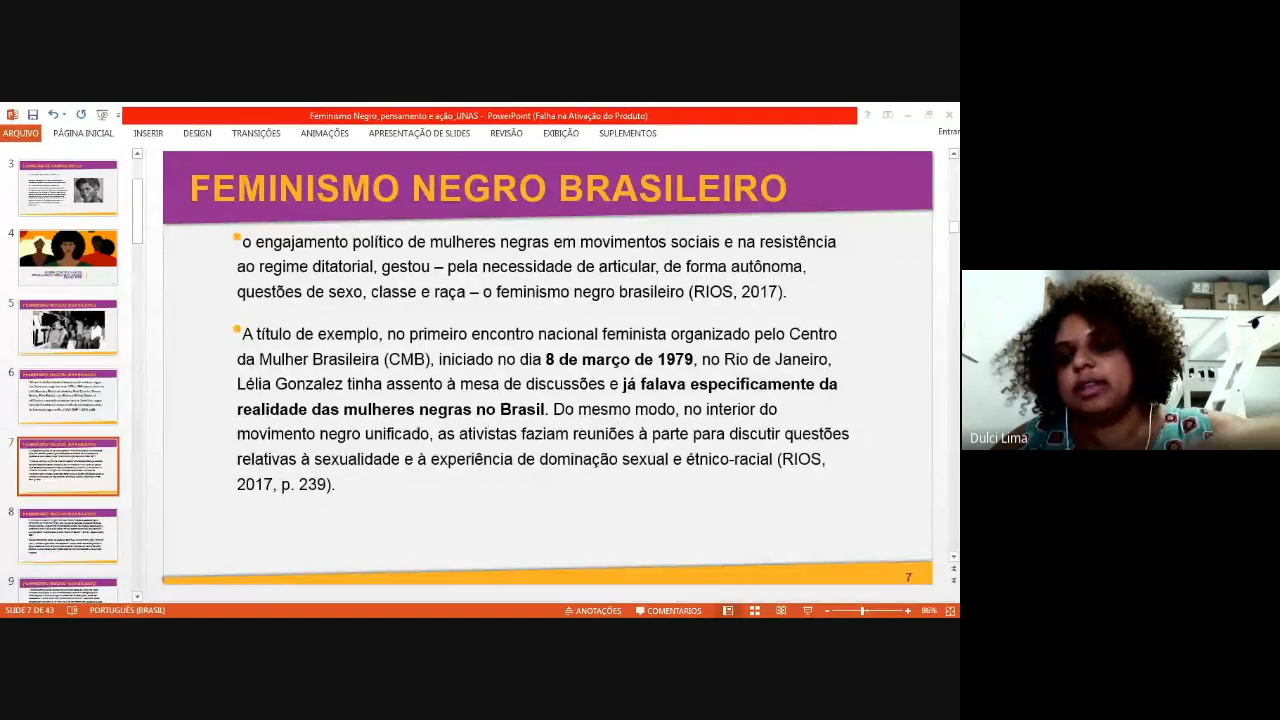 Feminismo Negro_pensamento e ação_UNAS - PowerPoint (Falha na Ativação do Produto)
ARQUIVO PÁGINA INICIAL INSERIR DESIGN TRANSIÇÕES ANIMAÇÕES APRESENTAÇÃO DE SLIDES REVISÃO EXIBIÇÃO SUPLEMENTOS Entrar
3
4
5
6
7
8
9
FEMINISMO NEGRO BRASILEIRO
o engajamento político de mulheres negras em movimentos sociais e na resistência
ao regime ditatorial, gestou – pela necessidade de articular, de forma autônoma,
questões de sexo, classe e raça – o feminismo negro brasileiro (RIOS, 2017).
A título de exemplo, no primeiro encontro nacional feminista organizado pelo Centro
da Mulher Brasileira (CMB), iniciado no dia 8 de março de 1979, no Rio de Janeiro,
Lélia Gonzalez tinha assento à mesa de discussões e já falava especificamente da
realidade das mulheres negras no Brasil. Do mesmo modo, no interior do
movimento negro unificado, as ativistas faziam reuniões à parte para discutir questões
relativas à sexualidade e à experiência de dominação sexual e étnico-racial (RIOS,
2017, p. 239).
7
Dulci Lima
SLIDE 7 DE 43 PORTUGUÊS (BRASIL) ANOTAÇÕES COMENTÁRIOS 86%